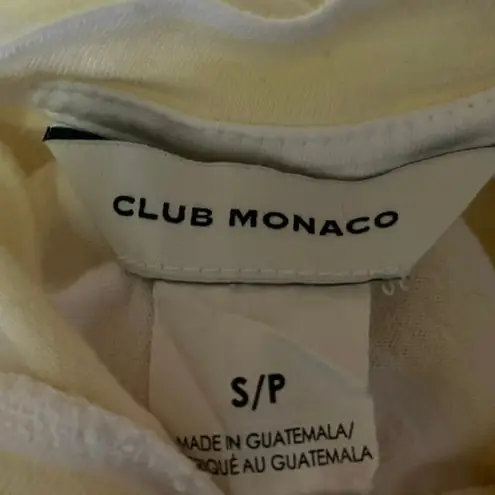 CLUB MONACO
S/P
MADE IN GUATEMALA/
AU GUATEMALA